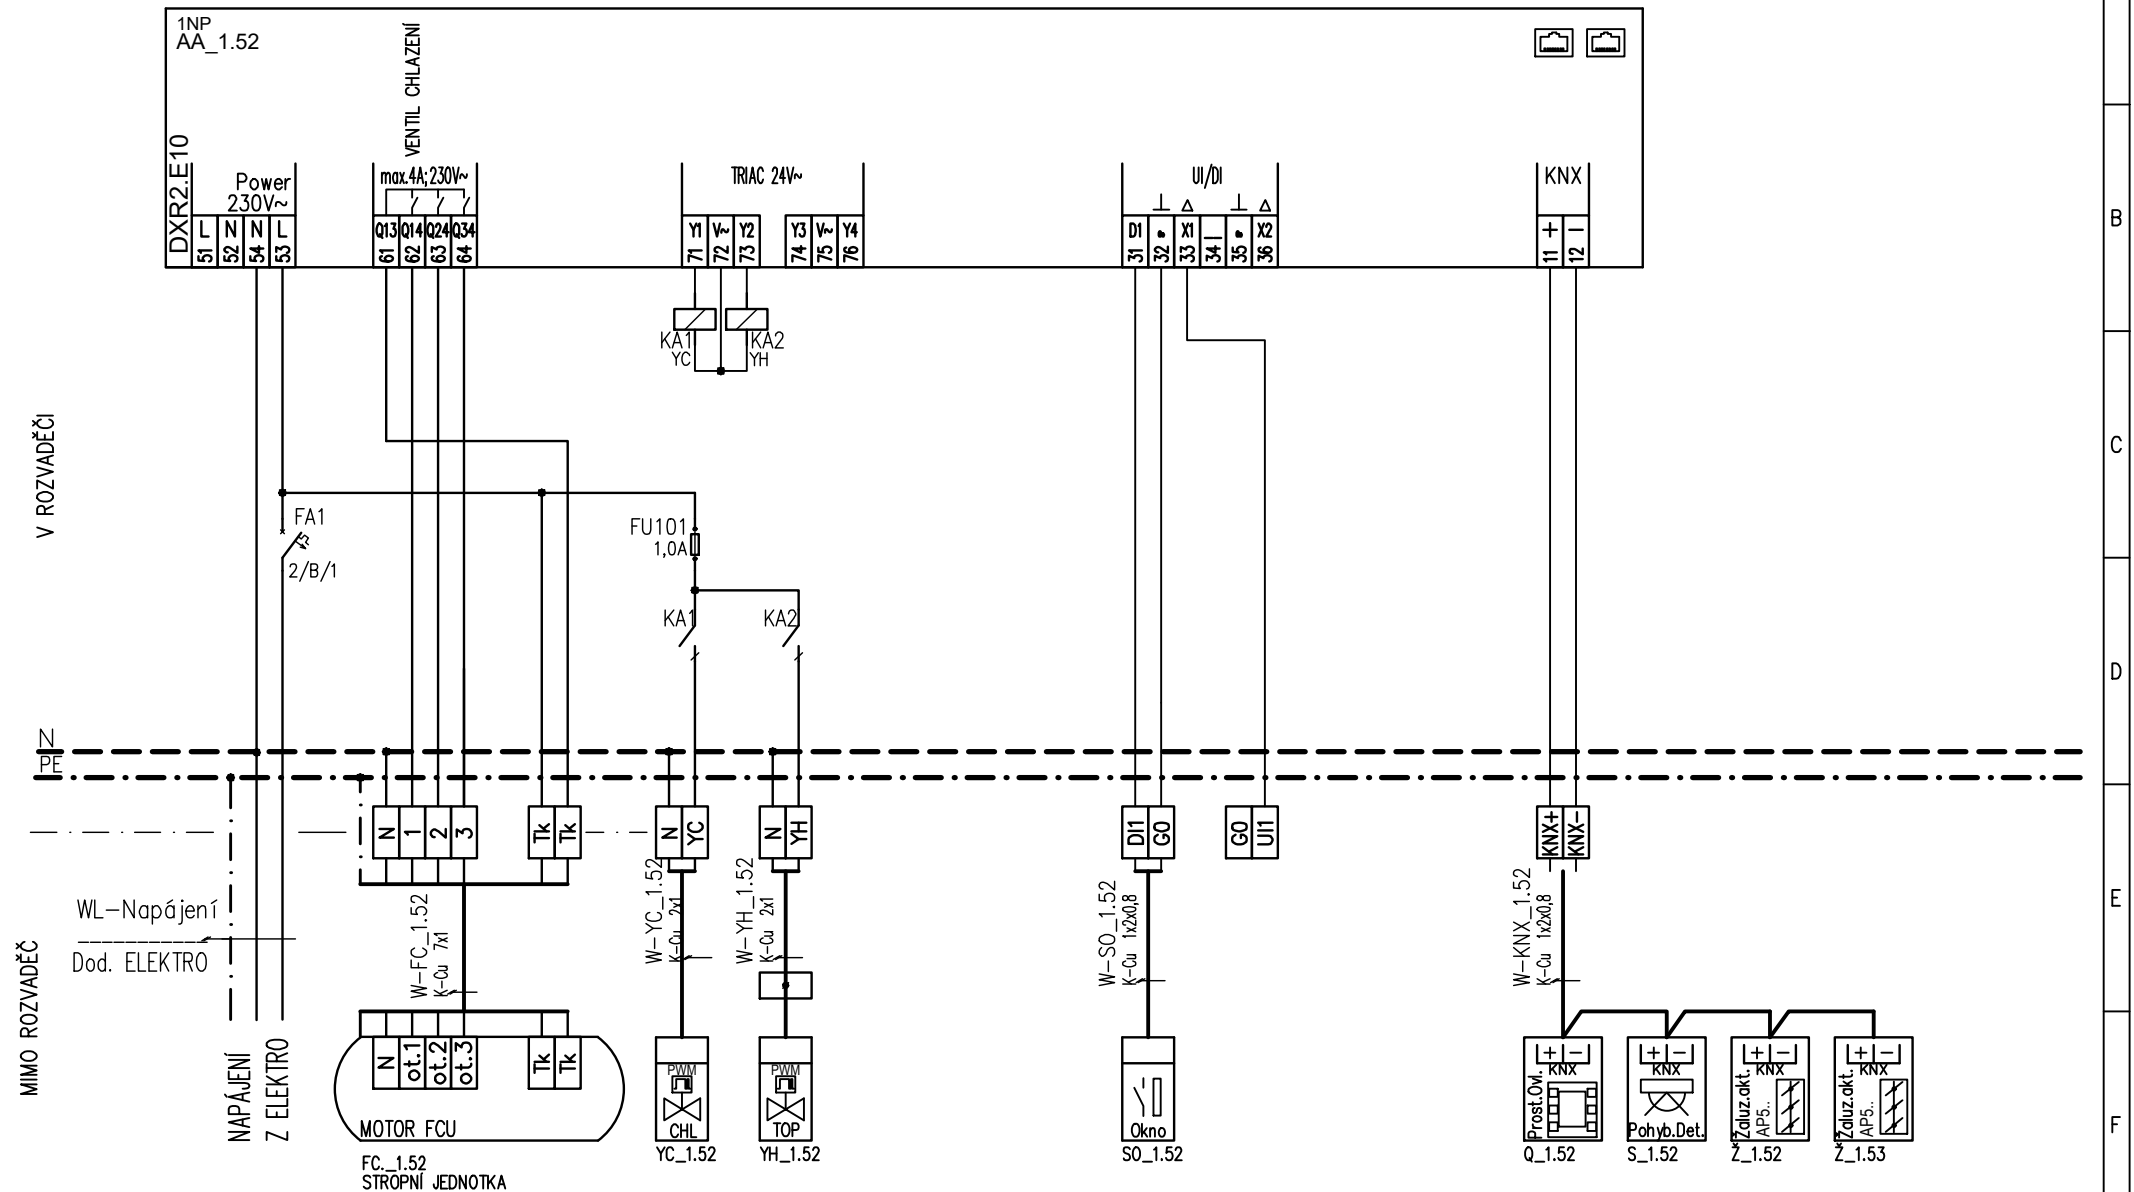 1NP
AA_1.52
DXR2.E10
VENTIL CHLAZENÍ
Power
230V~
max.4A;230V~
TRIAC 24V~
UI/DI
KNX
L N N L
51 52 54 53
Q13 Q14 Q24 Q34
61 62 63 64
Y1 V~ Y2
71 72 73
Y3 V~ Y4
74 75 76
D1 X1 X2
31 32 33 34 35 36
+ −
11 12
B
KA1
YC
KA2
YH
V ROZVADĚČI
C
FA1
2/B/1
FU101
1,0A
KA1
KA2
D
N
PE
N 1 2 3
Tk Tk
N YC
N YH
DI1 G0
G0 UI1
KNX+ KNX-
E
WL-Napájení
Dod. ELEKTRO
MIMO ROZVADĚČ
W-FC_1.52
K-Cu 7x1
W-YC_1.52
K-Cu 2x1
W-YH_1.52
K-Cu 2x1
W-SO_1.52
K-Cu 1x2x0,8
W-KNX_1.52
K-Cu 1x2x0,8
NAPÁJENÍ
Z ELEKTRO
N ot.1 ot.2 ot.3
Tk Tk
MOTOR FCU
FC._1.52
STROPNÍ JEDNOTKA
PWM
CHL
YC_1.52
PWM
TOP
YH_1.52
Okno
SO_1.52
+ −
KNX
Prost.Ovl.
Q_1.52
+ −
KNX
Pohyb.Det.
S_1.52
+ −
KNX
Žaluz.akt.
AP5..
Ž_1.52
+ −
KNX
Žaluz.akt.
AP5..
Ž_1.53
F